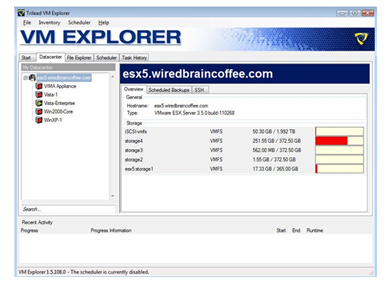 Trilead VM Explorer
File Inventory Scheduler Help
VM EXPLORER
Start Datacenter File Explorer Scheduler Task History
My Datacenter
esx5.wiredbraincoffee.com
VIMA Appliance
Vista-1
Vista-Enterprise
Win2008-Core
WinXP-1
Search...
esx5.wiredbraincoffee.com
Overview Scheduled Backups SSH
General
Hostname: esx5.wiredbraincoffee.com
Type: VMware ESX Server 3.5.0 build-110268
Storage
iSCSI-vmfs VMFS 50.30 GB / 1.992 TB
storage4 VMFS 251.55 GB / 372.50 GB
storage3 VMFS 562.00 MB / 372.50 GB
storage2 VMFS 1.55 GB / 372.50 GB
esx5:storage1 VMFS 17.33 GB / 365.00 GB
Recent Activity
Progress Progress Information Start End Runtime
VM Explorer 1.5.108.0 - The scheduler is currently disabled.